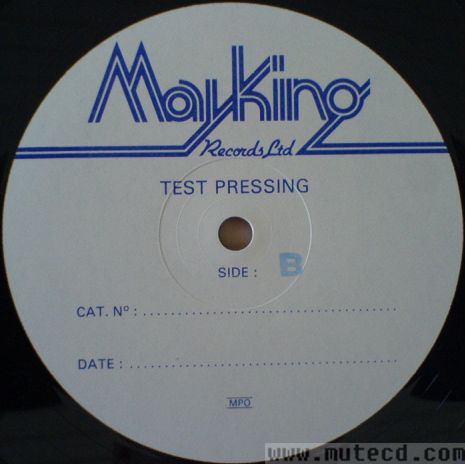 MayKing
Records Ltd
TEST PRESSING
SIDE : B
CAT. Nº : ......................................
DATE : ........................................
MPO
www.mutecd.com